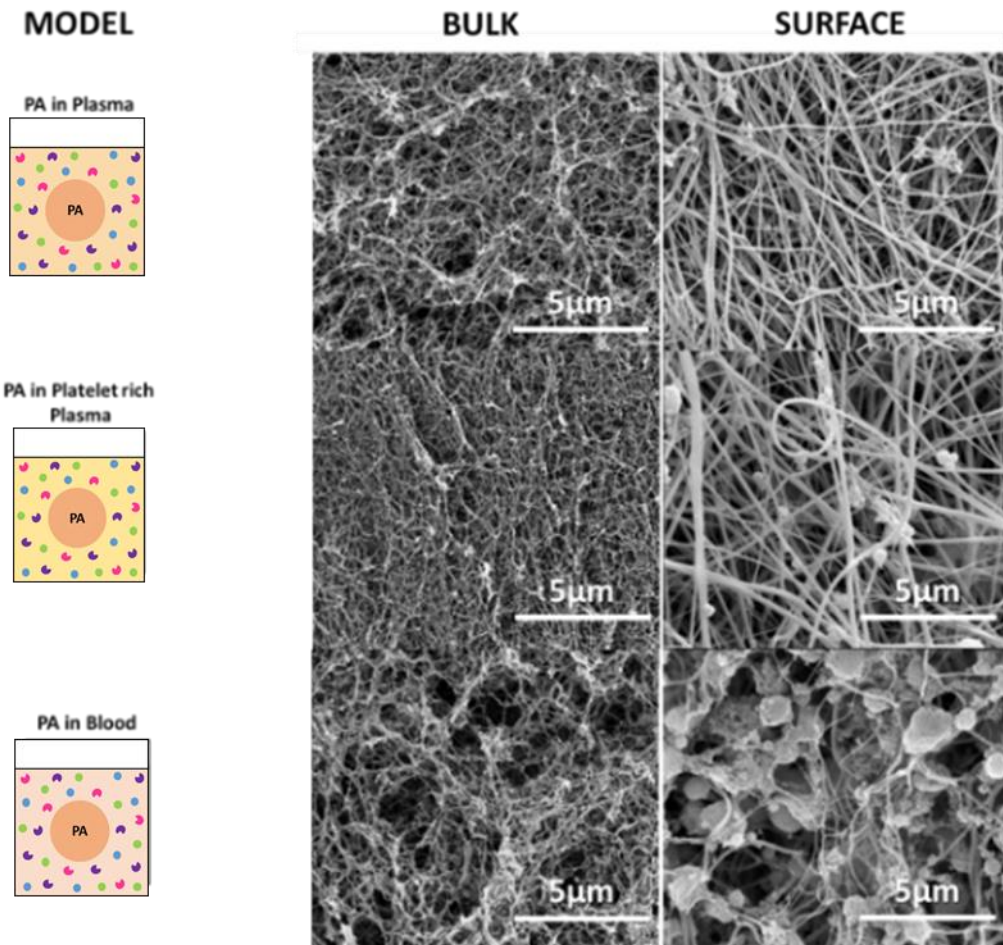 MODEL
BULK
SURFACE
PA in Plasma
PA
5µm
5µm
PA in Platelet rich
Plasma
PA
5µm
5µm
PA in Blood
PA
5µm
5µm